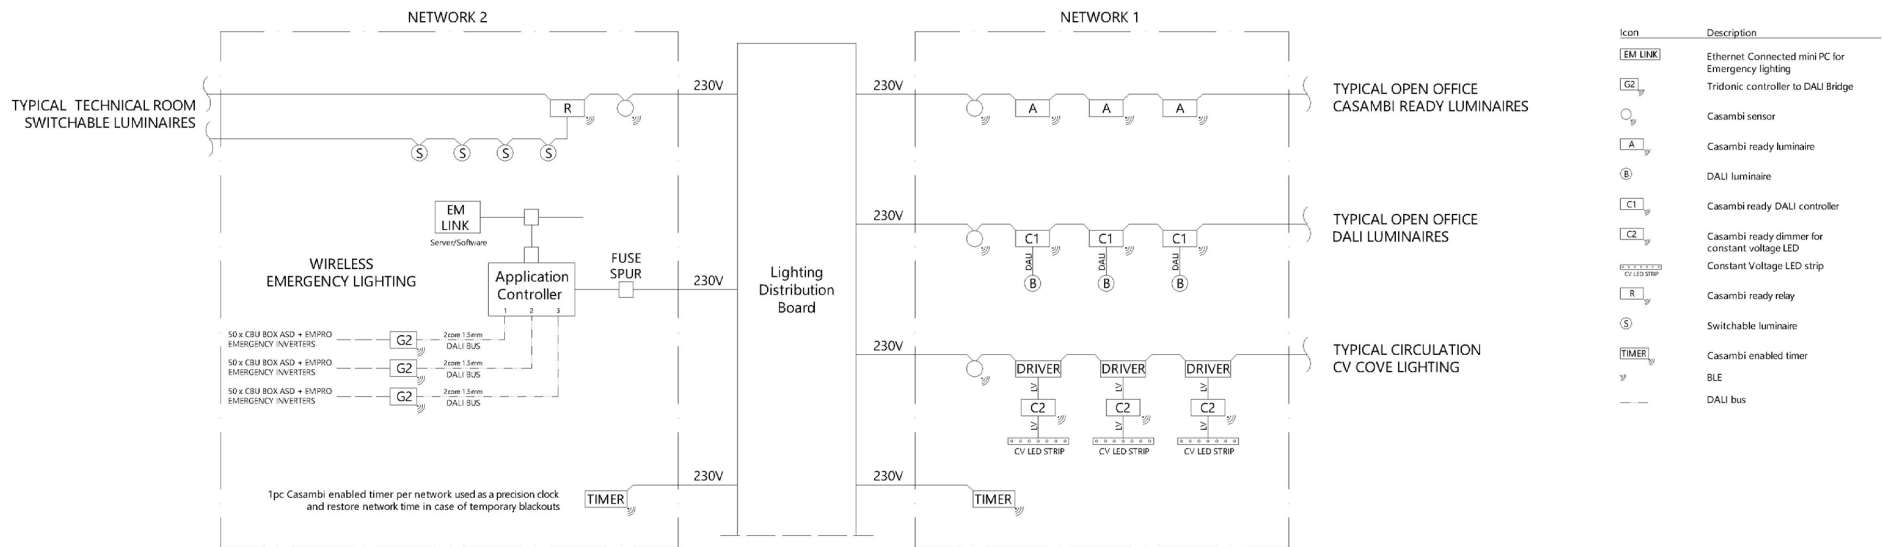 NETWORK 2
TYPICAL TECHNICAL ROOM
SWITCHABLE LUMINAIRES
230V
R
S
S
S
S
EM
LINK
Server/Software
WIRELESS
EMERGENCY LIGHTING
Application
Controller
1 2 3
FUSE
SPUR
230V
50 x CBU BOX ASD + EMPRO
EMERGENCY INVERTERS
G2
2core 1.5mm
DALI BUS
50 x CBU BOX ASD + EMPRO
EMERGENCY INVERTERS
G2
2core 1.5mm
DALI BUS
50 x CBU BOX ASD + EMPRO
EMERGENCY INVERTERS
G2
2core 1.5mm
DALI BUS
1pc Casambi enabled timer per network used as a precision clock
and restore network time in case of temporary blackouts
TIMER
230V
Lighting
Distribution
Board
NETWORK 1
230V
A
A
A
TYPICAL OPEN OFFICE
CASAMBI READY LUMINAIRES
230V
C1
C1
C1
DALI
DALI
DALI
B
B
B
TYPICAL OPEN OFFICE
DALI LUMINAIRES
230V
DRIVER
DRIVER
DRIVER
LV
LV
LV
C2
C2
C2
LV
LV
LV
CV LED STRIP
CV LED STRIP
CV LED STRIP
TYPICAL CIRCULATION
CV COVE LIGHTING
230V
TIMER
Icon Description
EM LINK Ethernet Connected mini PC for
Emergency lighting
G2 Tridonic controller to DALI Bridge
Casambi sensor
A Casambi ready luminaire
B DALI luminaire
C1 Casambi ready DALI controller
C2 Casambi ready dimmer for
constant voltage LED
CV LED STRIP Constant Voltage LED strip
R Casambi ready relay
S Switchable luminaire
TIMER Casambi enabled timer
BLE
DALI bus